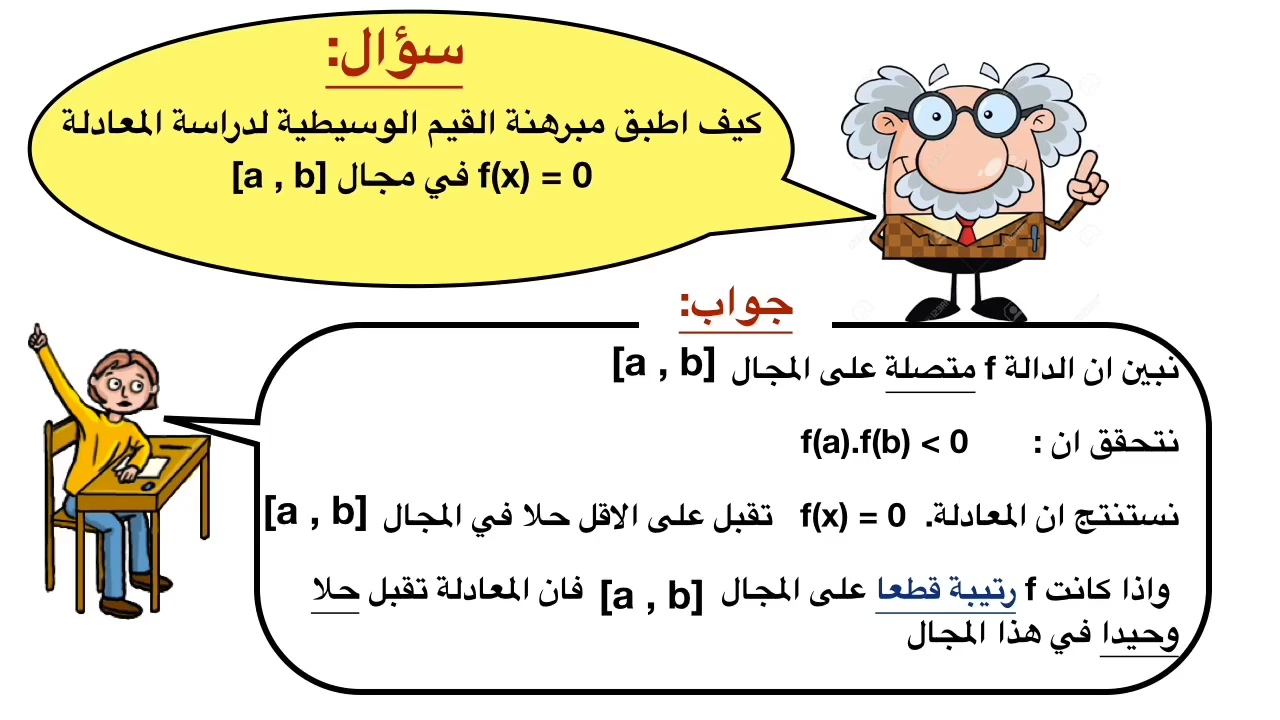 سؤال:
كيف اطبق مبرهنة القيم الوسيطية لدراسة المعادلة
f(x) = 0 في مجال [a , b]
جواب:
نبين ان الدالة f متصلة على المجال [a , b]
نتحقق ان : f(a).f(b) < 0
نستنتج ان المعادلة. f(x) = 0 تقبل على الاقل حلا في المجال [a , b]
واذا كانت f رتيبة قطعا على المجال [a , b] فان المعادلة تقبل حلا
وحيدا في هذا المجال